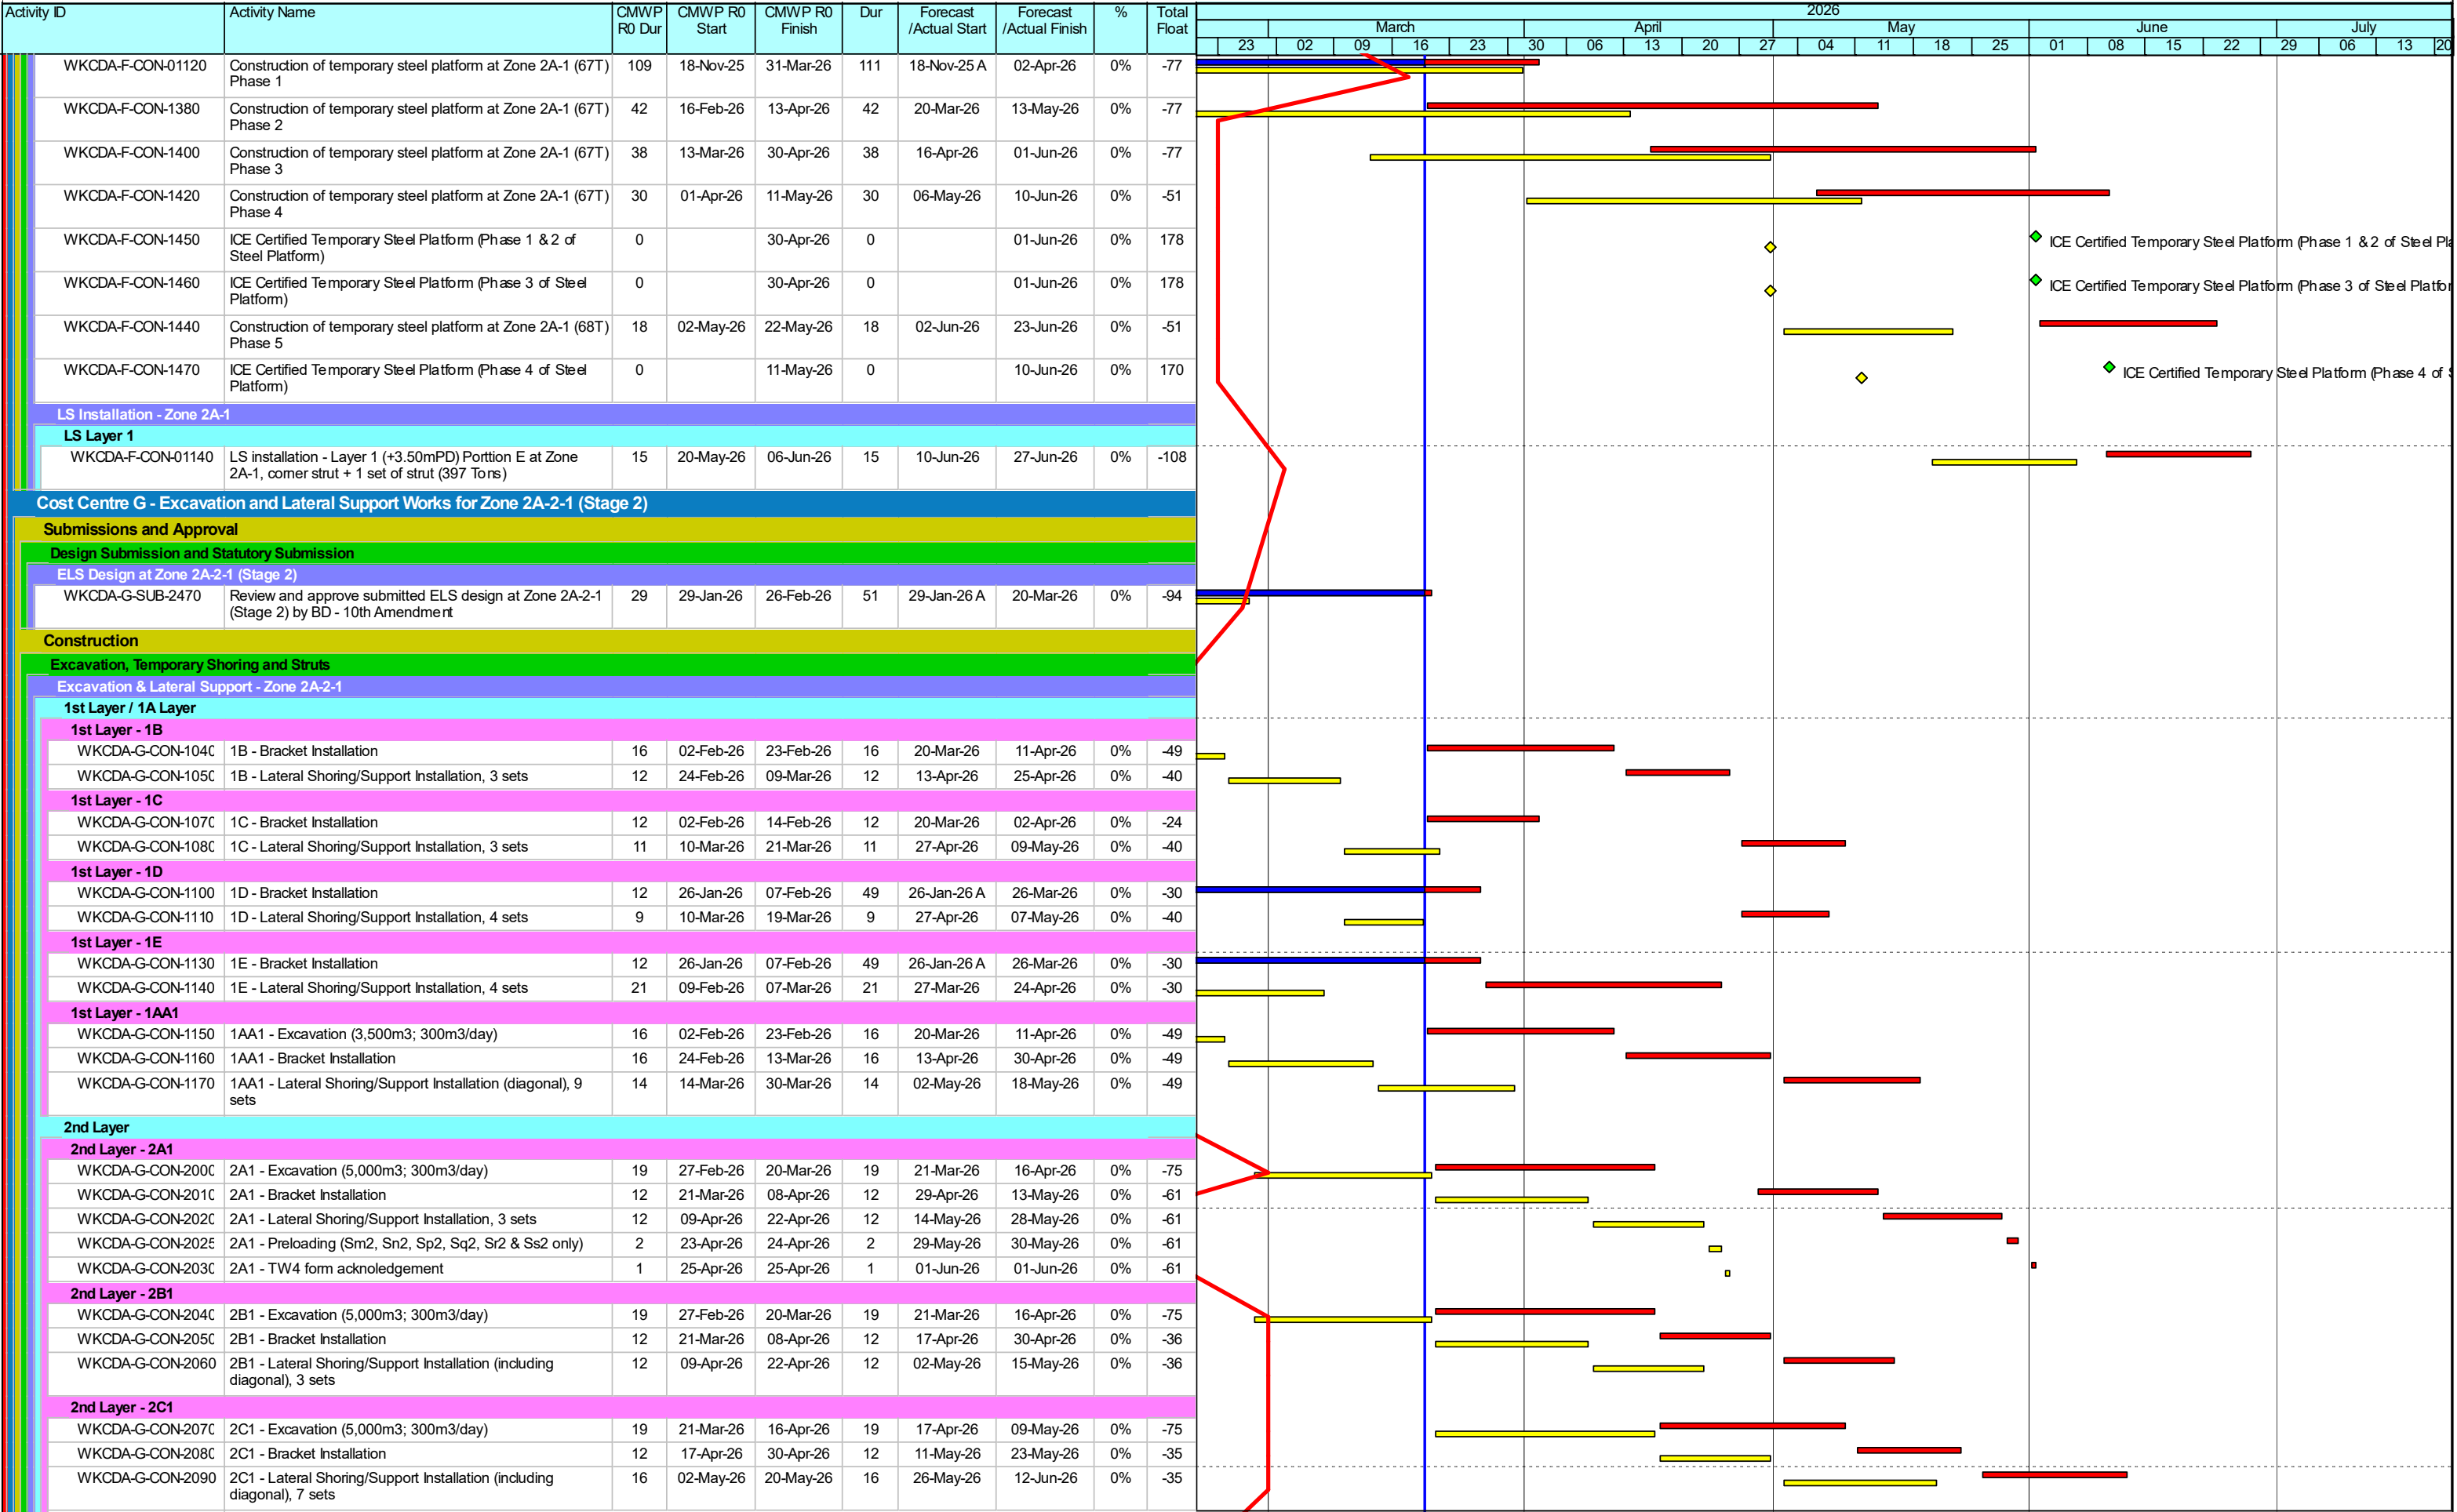 Activity ID Activity Name CMWP R0 Dur CMWP R0 Start CMWP R0 Finish Dur Forecast /Actual Start Forecast /Actual Finish % Total Float 2026
March April May June July
23 02 09 16 23 30 06 13 20 27 04 11 18 25 01 08 15 22 29 06 13 20
WKCDA-F-CON-01120 Construction of temporary steel platform at Zone 2A-1 (67T) 109 18-Nov-25 31-Mar-26 111 18-Nov-25 A 02-Apr-26 0% -77
Phase 1
WKCDA-F-CON-1380 Construction of temporary steel platform at Zone 2A-1 (67T) 42 16-Feb-26 13-Apr-26 42 20-Mar-26 13-May-26 0% -77
Phase 2
WKCDA-F-CON-1400 Construction of temporary steel platform at Zone 2A-1 (67T) 38 13-Mar-26 30-Apr-26 38 16-Apr-26 01-Jun-26 0% -77
Phase 3
WKCDA-F-CON-1420 Construction of temporary steel platform at Zone 2A-1 (67T) 30 01-Apr-26 11-May-26 30 06-May-26 10-Jun-26 0% -51
Phase 4
WKCDA-F-CON-1450 ICE Certified Temporary Steel Platform (Phase 1 & 2 of 0 30-Apr-26 0 01-Jun-26 0% 178 ICE Certified Temporary Steel Platform (Phase 1 & 2 of Steel Pla
Steel Platform)
WKCDA-F-CON-1460 ICE Certified Temporary Steel Platform (Phase 3 of Steel 0 30-Apr-26 0 01-Jun-26 0% 178 ICE Certified Temporary Steel Platform (Phase 3 of Steel Platfor
Platform)
WKCDA-F-CON-1440 Construction of temporary steel platform at Zone 2A-1 (68T) 18 02-May-26 22-May-26 18 02-Jun-26 23-Jun-26 0% -51
Phase 5
WKCDA-F-CON-1470 ICE Certified Temporary Steel Platform (Phase 4 of Steel 0 11-May-26 0 10-Jun-26 0% 170 ICE Certified Temporary Steel Platform (Phase 4 of S
Platform)
LS Installation - Zone 2A-1
LS Layer 1
WKCDA-F-CON-01140 LS installation - Layer 1 (+3.50mPD) Portion E at Zone 15 20-May-26 06-Jun-26 15 10-Jun-26 27-Jun-26 0% -108
2A-1, corner strut + 1 set of strut (397 Tons)
Cost Centre G - Excavation and Lateral Support Works for Zone 2A-2-1 (Stage 2)
Submissions and Approval
Design Submission and Statutory Submission
ELS Design at Zone 2A-2-1 (Stage 2)
WKCDA-G-SUB-2470 Review and approve submitted ELS design at Zone 2A-2-1 29 29-Jan-26 26-Feb-26 51 29-Jan-26 A 20-Mar-26 0% -94
(Stage 2) by BD - 10th Amendment
Construction
Excavation, Temporary Shoring and Struts
Excavation & Lateral Support - Zone 2A-2-1
1st Layer / 1A Layer
1st Layer - 1B
WKCDA-G-CON-1040 1B - Bracket Installation 16 02-Feb-26 23-Feb-26 16 20-Mar-26 11-Apr-26 0% -49
WKCDA-G-CON-1050 1B - Lateral Shoring/Support Installation, 3 sets 12 24-Feb-26 09-Mar-26 12 13-Apr-26 25-Apr-26 0% -40
1st Layer - 1C
WKCDA-G-CON-1070 1C - Bracket Installation 12 02-Feb-26 14-Feb-26 12 20-Mar-26 02-Apr-26 0% -24
WKCDA-G-CON-1080 1C - Lateral Shoring/Support Installation, 3 sets 11 10-Mar-26 21-Mar-26 11 27-Apr-26 09-May-26 0% -40
1st Layer - 1D
WKCDA-G-CON-1100 1D - Bracket Installation 12 26-Jan-26 07-Feb-26 49 26-Jan-26 A 26-Mar-26 0% -30
WKCDA-G-CON-1110 1D - Lateral Shoring/Support Installation, 4 sets 9 10-Mar-26 19-Mar-26 9 27-Apr-26 07-May-26 0% -40
1st Layer - 1E
WKCDA-G-CON-1130 1E - Bracket Installation 12 26-Jan-26 07-Feb-26 49 26-Jan-26 A 26-Mar-26 0% -30
WKCDA-G-CON-1140 1E - Lateral Shoring/Support Installation, 4 sets 21 09-Feb-26 07-Mar-26 21 27-Mar-26 24-Apr-26 0% -30
1st Layer - 1AA1
WKCDA-G-CON-1150 1AA1 - Excavation (3,500m3; 300m3/day) 16 02-Feb-26 23-Feb-26 16 20-Mar-26 11-Apr-26 0% -49
WKCDA-G-CON-1160 1AA1 - Bracket Installation 16 24-Feb-26 13-Mar-26 16 13-Apr-26 30-Apr-26 0% -49
WKCDA-G-CON-1170 1AA1 - Lateral Shoring/Support Installation (diagonal), 9 14 14-Mar-26 30-Mar-26 14 02-May-26 18-May-26 0% -49
sets
2nd Layer
2nd Layer - 2A1
WKCDA-G-CON-2000 2A1 - Excavation (5,000m3; 300m3/day) 19 27-Feb-26 20-Mar-26 19 21-Mar-26 16-Apr-26 0% -75
WKCDA-G-CON-2010 2A1 - Bracket Installation 12 21-Mar-26 08-Apr-26 12 29-Apr-26 13-May-26 0% -61
WKCDA-G-CON-2020 2A1 - Lateral Shoring/Support Installation, 3 sets 12 09-Apr-26 22-Apr-26 12 14-May-26 28-May-26 0% -61
WKCDA-G-CON-2025 2A1 - Preloading (Sm2, Sn2, Sp2, Sq2, Sr2 & Ss2 only) 2 23-Apr-26 24-Apr-26 2 29-May-26 30-May-26 0% -61
WKCDA-G-CON-2030 2A1 - TW4 form acknoledgement 1 25-Apr-26 25-Apr-26 1 01-Jun-26 01-Jun-26 0% -61
2nd Layer - 2B1
WKCDA-G-CON-2040 2B1 - Excavation (5,000m3; 300m3/day) 19 27-Feb-26 20-Mar-26 19 21-Mar-26 16-Apr-26 0% -75
WKCDA-G-CON-2050 2B1 - Bracket Installation 12 21-Mar-26 08-Apr-26 12 17-Apr-26 30-Apr-26 0% -36
WKCDA-G-CON-2060 2B1 - Lateral Shoring/Support Installation (including 12 09-Apr-26 22-Apr-26 12 02-May-26 15-May-26 0% -36
diagonal), 3 sets
2nd Layer - 2C1
WKCDA-G-CON-2070 2C1 - Excavation (5,000m3; 300m3/day) 19 21-Mar-26 16-Apr-26 19 17-Apr-26 09-May-26 0% -75
WKCDA-G-CON-2080 2C1 - Bracket Installation 12 17-Apr-26 30-Apr-26 12 11-May-26 23-May-26 0% -35
WKCDA-G-CON-2090 2C1 - Lateral Shoring/Support Installation (including 16 02-May-26 20-May-26 16 26-May-26 12-Jun-26 0% -35
diagonal), 7 sets